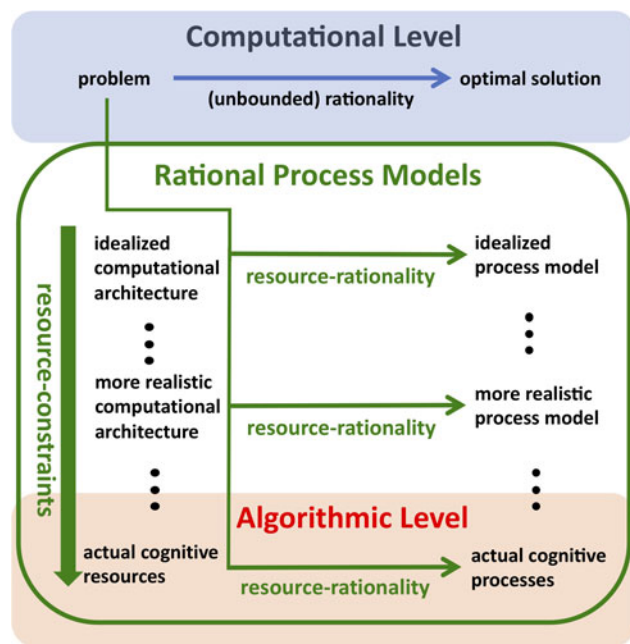 Computational Level
problem
optimal solution
(unbounded) rationality
Rational Process Models
resource-constraints
idealized
computational
architecture
resource-rationality
idealized
process model
more realistic
computational
architecture
resource-rationality
more realistic
process model
Algorithmic Level
actual cognitive
resources
resource-rationality
actual cognitive
processes